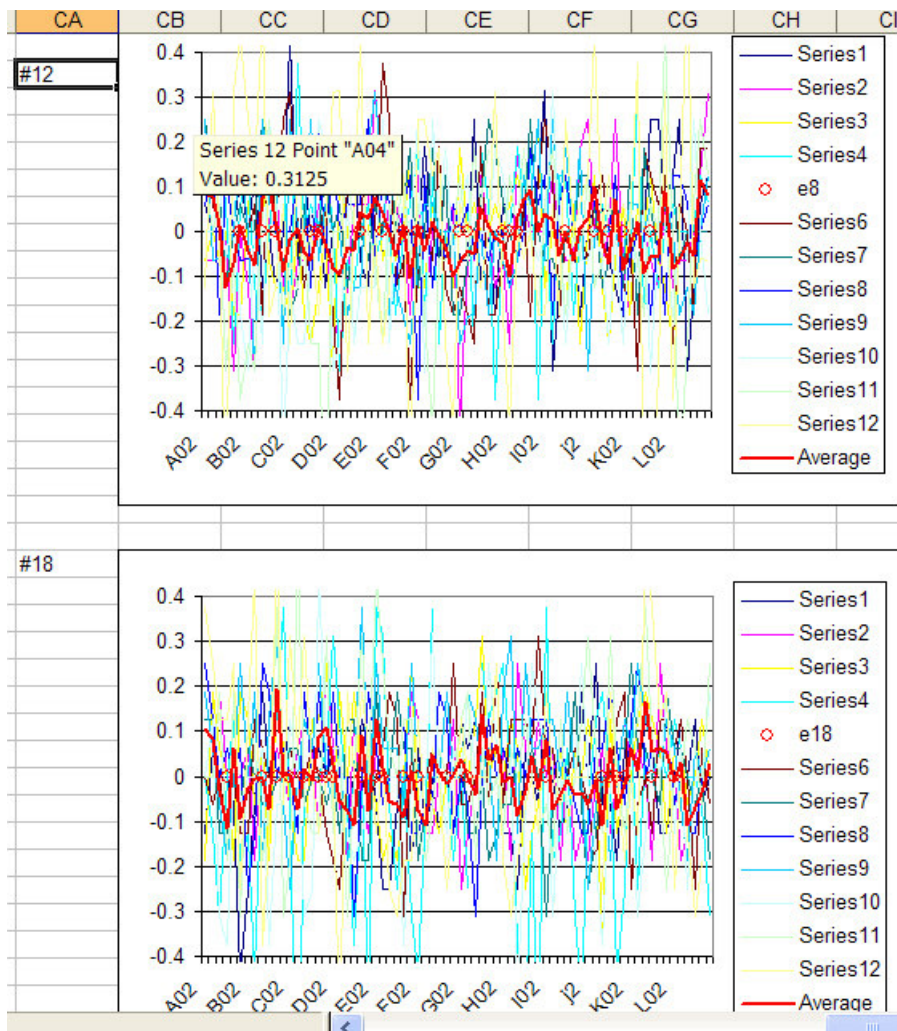 CA CB CC CD CE CF CG CH CI
#12
0.4
0.3
0.2
0.1
0
-0.1
-0.2
-0.3
-0.4
Series 12 Point "A04"
Value: 0.3125
A02 B02 C02 D02 E02 F02 G02 H02 I02 j2 K02 L02
Series1
Series2
Series3
Series4
e8
Series6
Series7
Series8
Series9
Series10
Series11
Series12
Average
#18
0.4
0.3
0.2
0.1
0
-0.1
-0.2
-0.3
-0.4
A02 B02 C02 D02 E02 F02 G02 H02 I02 j2 K02 L02
Series1
Series2
Series3
Series4
e18
Series6
Series7
Series8
Series9
Series10
Series11
Series12
Average